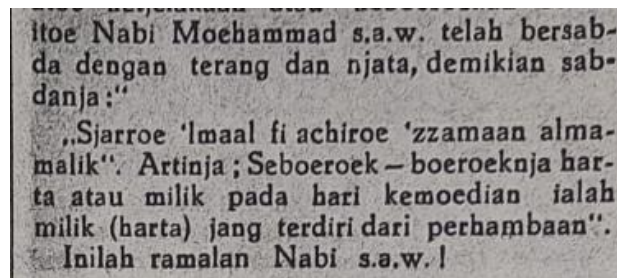 itoe Nabi Moehammad s.a.w. telah bersab-
da dengan terang dan njata, demikian sab-
danja:“
„Sjarroe ‘lmaal fi achiroe ‘zzamaan alma-
malik“. Artinja ; Seboeroek — boeroeknja har-
ta atau milik pada hari kemoedian ialah
milik (harta) jang terdiri dari perhambaan“.
Inilah ramalan Nabi s.a.w. !